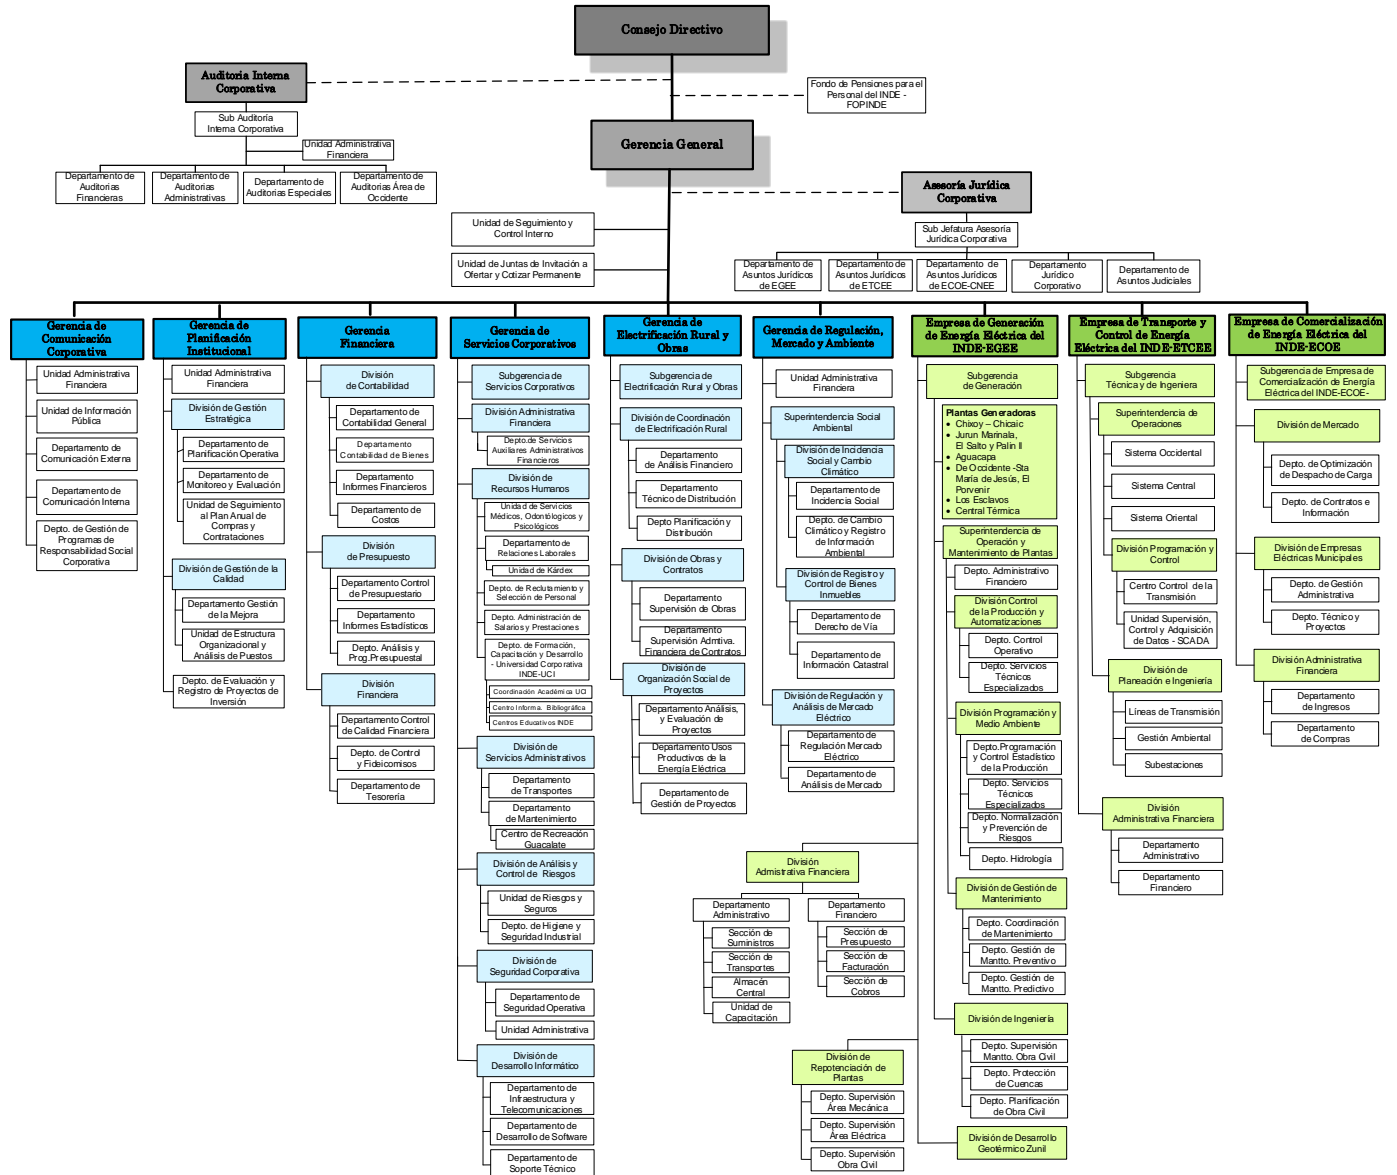 Consejo Directivo
Auditoria Interna
Corporativa
Fondo de Pensiones para el
Personal del INDE -
FOPINDE
Sub Auditoría
Interna Corporativa
Unidad Administrativa
Financiera
Departamento de
Auditorias
Financieras
Departamento de
Auditorias
Administrativas
Departamento de
Auditorias Especiales
Departamento de
Auditorias Área de
Occidente
Gerencia General
Asesoría Jurídica
Corporativa
Sub Jefatura Asesoría
Jurídica Corporativa
Unidad de Seguimiento y
Control Interno
Unidad de Juntas de Invitación a
Ofertar y Cotizar Permanente
Departamento de
Asuntos Jurídicos
de EGEE
Departamento de
Asuntos Jurídicos
de ETCEE
Departamento de
Asuntos Jurídicos
de ECOE-CNEE
Departamento
Jurídico
Corporativo
Departamento de
Asuntos Judiciales
Gerencia de
Comunicación
Corporativa
Unidad Administrativa
Financiera
Unidad de Información
Pública
Departamento de
Comunicación Externa
Departamento de
Comunicación Interna
Depto. de Gestión de
Programas de
Responsabilidad Social
Corporativa
Gerencia de
Planificación
Institucional
Unidad Administrativa
Financiera
División de Gestión
Estratégica
Departamento de
Planificación Operativa
Departamento de
Monitoreo y Evaluación
Unidad de Seguimiento
al Plan Anual de
Compras y
Contrataciones
División de Gestión de la
Calidad
Departamento Gestión
de la Mejora
Unidad de Estructura
Organizacional y
Análisis de Puestos
Depto. de Evaluación y
Registro de Proyectos de
Inversión
Gerencia
Financiera
División
de Contabilidad
Departamento de
Contabilidad General
Departamento
Contabilidad de Bienes
Departamento
Informes Financieros
Departamento de
Costos
División
de Presupuesto
Departamento Control
de Presupuestario
Departamento
Informes Estadísticos
Depto. Análisis y
Prog.Presupuestal
División
Financiera
Departamento Control
de Calidad Financiera
Depto. de Control
y Fideicomisos
Departamento de
Tesorería
Gerencia de
Servicios Corporativos
Subgerencia de
Servicios Corporativos
División Administrativa
Financiera
Depto.de Servicios
Auxiliares Administrativos
Financieros
División de
Recursos Humanos
Unidad de Servicios
Médicos, Odontólogicos y
Psicológicos
Departamento de
Relaciones Laborales
Unidad de Kárdex
Depto. de Reclutamiento y
Selección de Personal
Depto. Administración de
Salarios y Prestaciones
Depto. de Formación,
Capacitación y Desarrollo
- Universidad Corporativa
INDE-UCI
Coordinación Académica UCI
Centro Informa. Bibliográfica
Centros Educativos INDE
División de
Servicios Administrativos
Departamento
de Transportes
Departamento
de Mantenimiento
Centro de Recreación
Guacalate
División de Análisis y
Control de Riesgos
Unidad de Riesgos y
Seguros
Depto. de Higiene y
Seguridad Industrial
División de
Seguridad Corporativa
Departamento de
Seguridad Operativa
Unidad Administrativa
División de
Desarrollo Informático
Departamento de
Infraestructura y
Telecomunicaciones
Departamento de
Desarrollo de Software
Departamento de
Soporte Técnico
Gerencia de
Electrificación Rural y
Obras
Subgerencia de
Electrificación Rural y Obras
División de Coordinación
de Electrificación Rural
Departamento
de Análisis Financiero
Departamento
Técnico de Distribución
Depto Planificación y
Distribución
División de Obras y
Contratos
Departamento
Supervisión de Obras
Departamento
Supervisión Admtiva.
Financiera de Contratos
División de
Organización Social de
Proyectos
Departamento Análisis,
y Evaluación de
Proyectos
Departamento Usos
Productivos de la
Energía Eléctrica
Departamento de
Gestión de Proyectos
Gerencia de Regulación,
Mercado y Ambiente
Unidad Administrativa
Financiera
Superintendencia Social
Ambiental
División de Incidencia
Social y Cambio
Climático
Departamento de
Incidencia Social
Depto. de Cambio
Climático y Registro
de Información
Ambiental
División de Registro y
Control de Bienes
Inmuebles
Departamento de
Derecho de Vía
Departamento de
Información Catastral
División de Regulación y
Análisis de Mercado
Eléctrico
Departamento de
Regulación Mercado
Eléctrico
Departamento de
Análisis de Mercado
Empresa de Generación
de Energía Eléctrica del
INDE-EGEE
Subgerencia
de Generación
Plantas Generadoras
• Chixoy – Chicaic
• Jurun Marinala,
El Salto y Palín II
• Aguacapa
• De Occidente -Sta
María de Jesús, El
Porvenir
• Los Esclavos
• Central Térmica
Superintendencia de
Operación y
Mantenimiento de Plantas
Depto. Administrativo
Financiero
División Control
de la Producción y
Automatizaciones
Depto. Control
Operativo
Depto. Servicios
Técnicos
Especializados
División Programación y
Medio Ambiente
Depto.Programación
y Control Estadístico
de la Producción
Depto. Servicios
Técnicos
Especializados
Depto. Normalización
y Prevención de
Riesgos
Depto. Hidrología
División de Gestión de
Mantenimiento
Depto. Coordinación
de Mantenimiento
Depto. Gestión de
Mantto. Preventivo
Depto. Gestión de
Mantto. Predictivo
División de Ingeniería
Depto. Supervisión
Mantto. Obra Civil
Depto. Protección
de Cuencas
Depto. Planificación
de Obra Civil
División de Desarrollo
Geotérmico Zunil
División
Admistrativa Financiera
Departamento
Administrativo
Sección de
Suministros
Sección de
Transportes
Almacén
Central
Unidad de
Capacitación
Departamento
Financiero
Sección de
Presupuesto
Sección de
Facturación
Sección de
Cobros
División de
Repotenciación de
Plantas
Depto. Supervisión
Área Mecánica
Depto. Supervisión
Área Eléctrica
Depto. Supervisión
Obra Civil
Empresa de Transporte y
Control de Energía
Eléctrica del INDE-ETCEE
Subgerencia
Técnica y de Ingeniera
Superintendencia de
Operaciones
Sistema Occidental
Sistema Central
Sistema Oriental
División Programación y
Control
Centro Control de la
Transmisión
Unidad Supervisión,
Control y Adquisición
de Datos - SCADA
División de
Planeación e Ingeniería
Líneas de Transmisión
Gestión Ambiental
Subestaciones
División
Administrativa Financiera
Departamento
Administrativo
Departamento
Financiero
Empresa de Comercialización
de Energía Eléctrica del
INDE-ECOE
Subgerencia de Empresa de
Comercialización de Energía
Eléctrica del INDE-ECOE-
División de Mercado
Depto. de Optimización
de Despacho de Carga
Depto. de Contratos e
Información
División de Empresas
Eléctricas Municipales
Depto. de Gestión
Administrativa
Depto. Técnico y
Proyectos
División Administrativa
Financiera
Departamento
de Ingresos
Departamento
de Compras